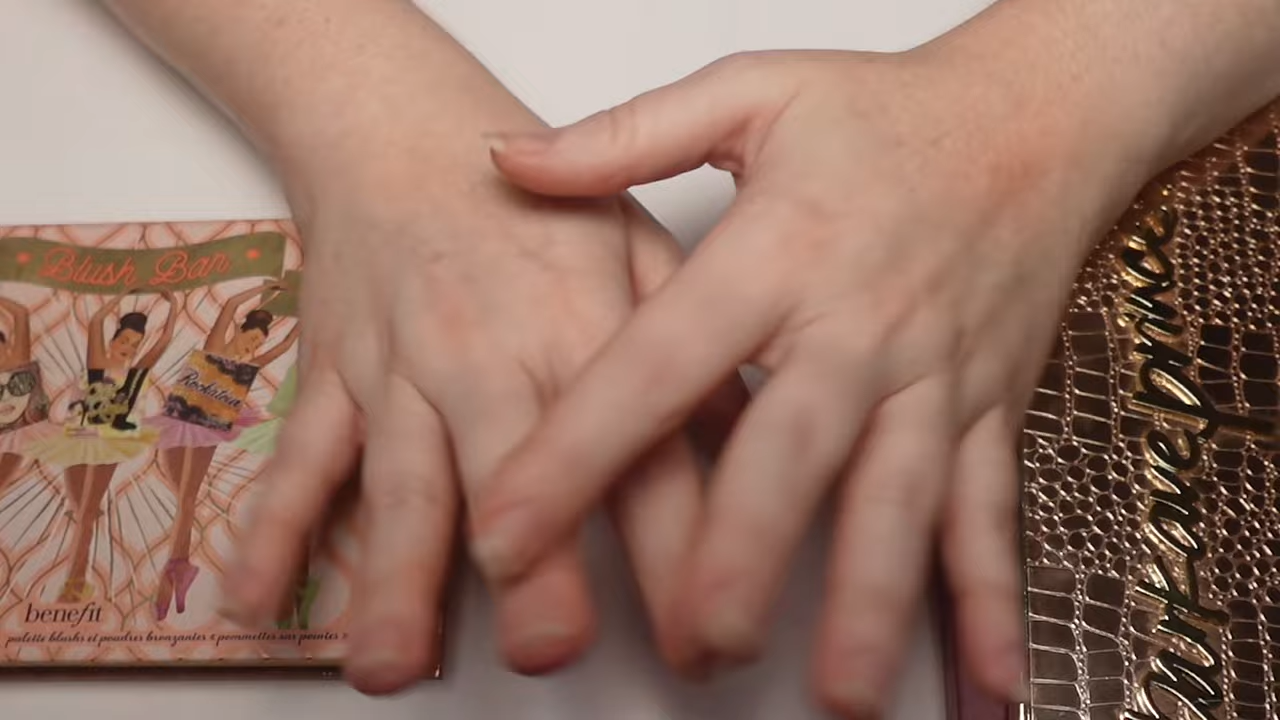 Blush Bar
Rockateur
benefit
palette blushs et poudres bronzantes « pommettes sur pointes »